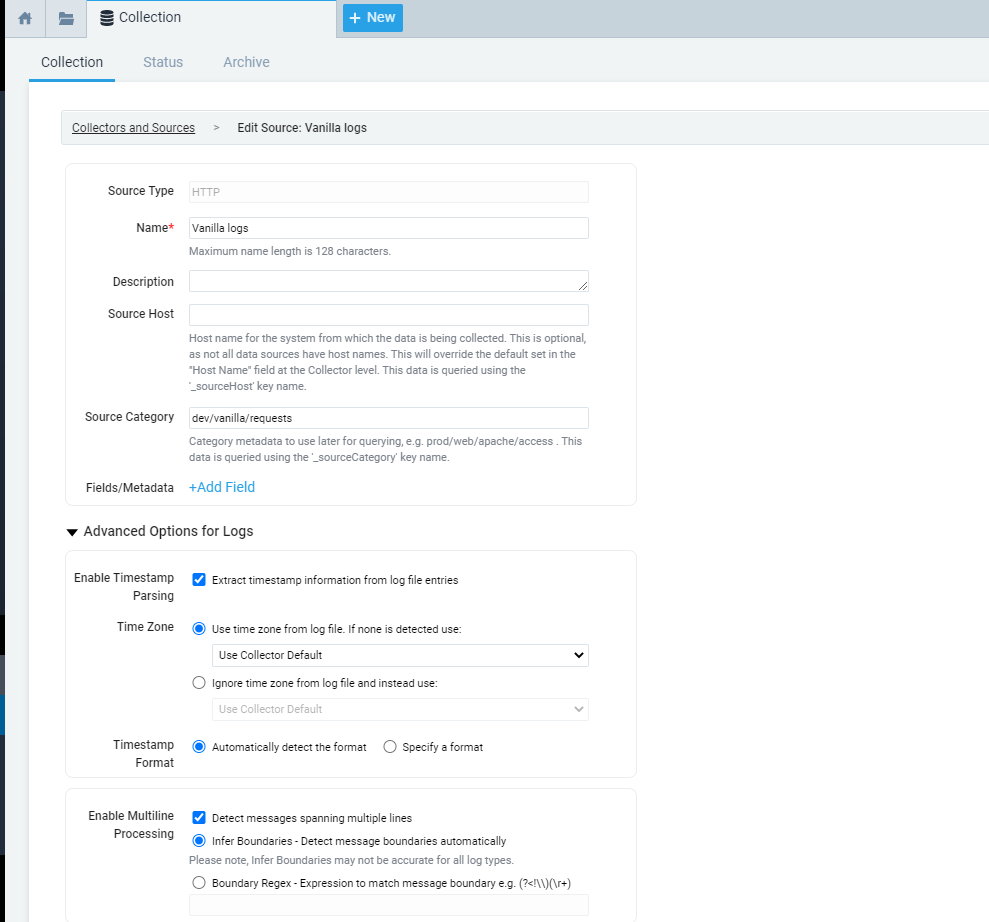 Collection
+ New
Collection Status Archive
Collectors and Sources > Edit Source: Vanilla logs
Source Type HTTP
Name* Vanilla logs
Maximum name length is 128 characters.
Description
Source Host
Host name for the system from which the data is being collected. This is optional,
as not all data sources have host names. This will override the default set in the
"Host Name" field at the Collector level. This data is queried using the
'_sourceHost' key name.
Source Category dev/vanilla/requests
Category metadata to use later for querying, e.g. prod/web/apache/access . This
data is queried using the '_sourceCategory' key name.
Fields/Metadata +Add Field
Advanced Options for Logs
Enable Timestamp
Parsing
Extract timestamp information from log file entries
Time Zone
Use time zone from log file. If none is detected use:
Use Collector Default
Ignore time zone from log file and instead use:
Use Collector Default
Timestamp
Format
Automatically detect the format Specify a format
Enable Multiline
Processing
Detect messages spanning multiple lines
Infer Boundaries - Detect message boundaries automatically
Please note, Infer Boundaries may not be accurate for all log types.
Boundary Regex - Expression to match message boundary e.g. (?<!\\)(\r+)